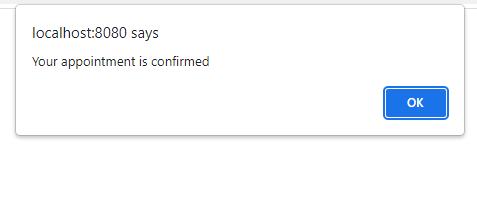 localhost:8080 says
Your appointment is confirmed
OK